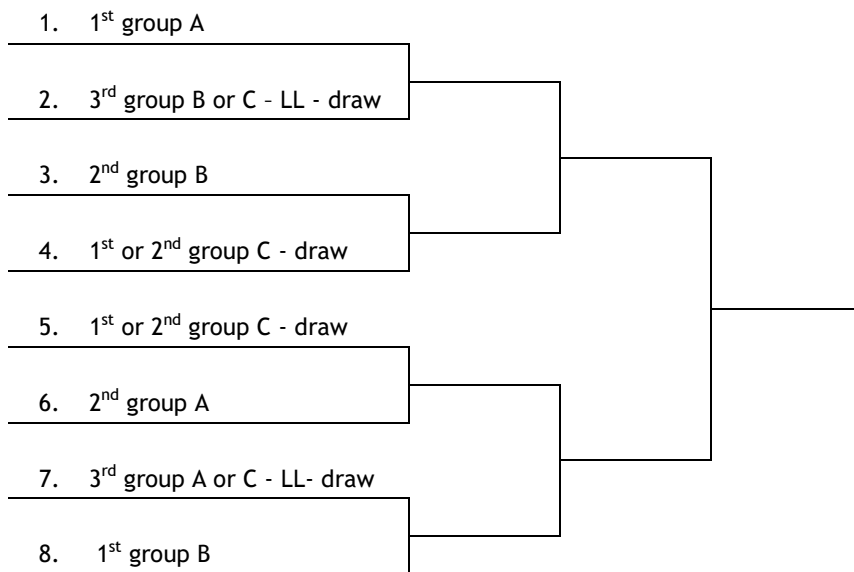 1. 1st group A
2. 3rd group B or C – LL - draw
3. 2nd group B
4. 1st or 2nd group C - draw
5. 1st or 2nd group C - draw
6. 2nd group A
7. 3rd group A or C - LL- draw
8. 1st group B